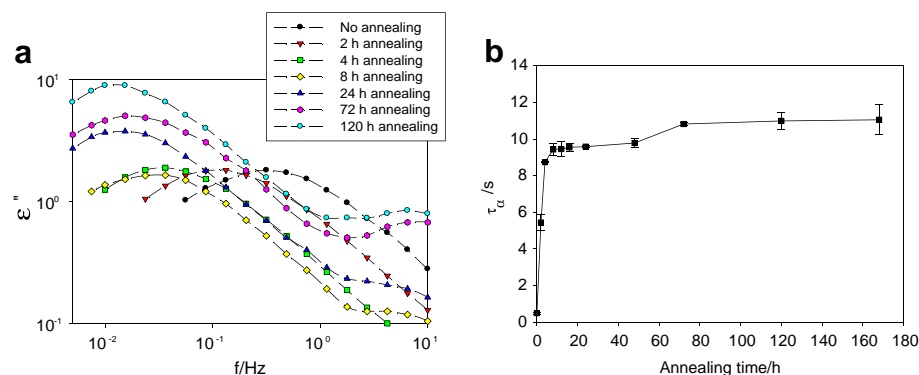 a
No annealing
2 h annealing
4 h annealing
8 h annealing
24 h annealing
72 h annealing
120 h annealing
10¹
10⁰
10⁻¹
ε"
10⁻²
10⁻¹
10⁰
10¹
f/Hz
b
14
12
10
8
6
4
2
0
τα /s
0
20
40
60
80
100
120
140
160
180
Annealing time/h